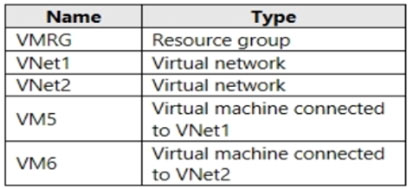 Name Type
VMRG Resource group
VNet1 Virtual network
VNet2 Virtual network
VM5 Virtual machine connected
to VNet1
VM6 Virtual machine connected
to VNet2